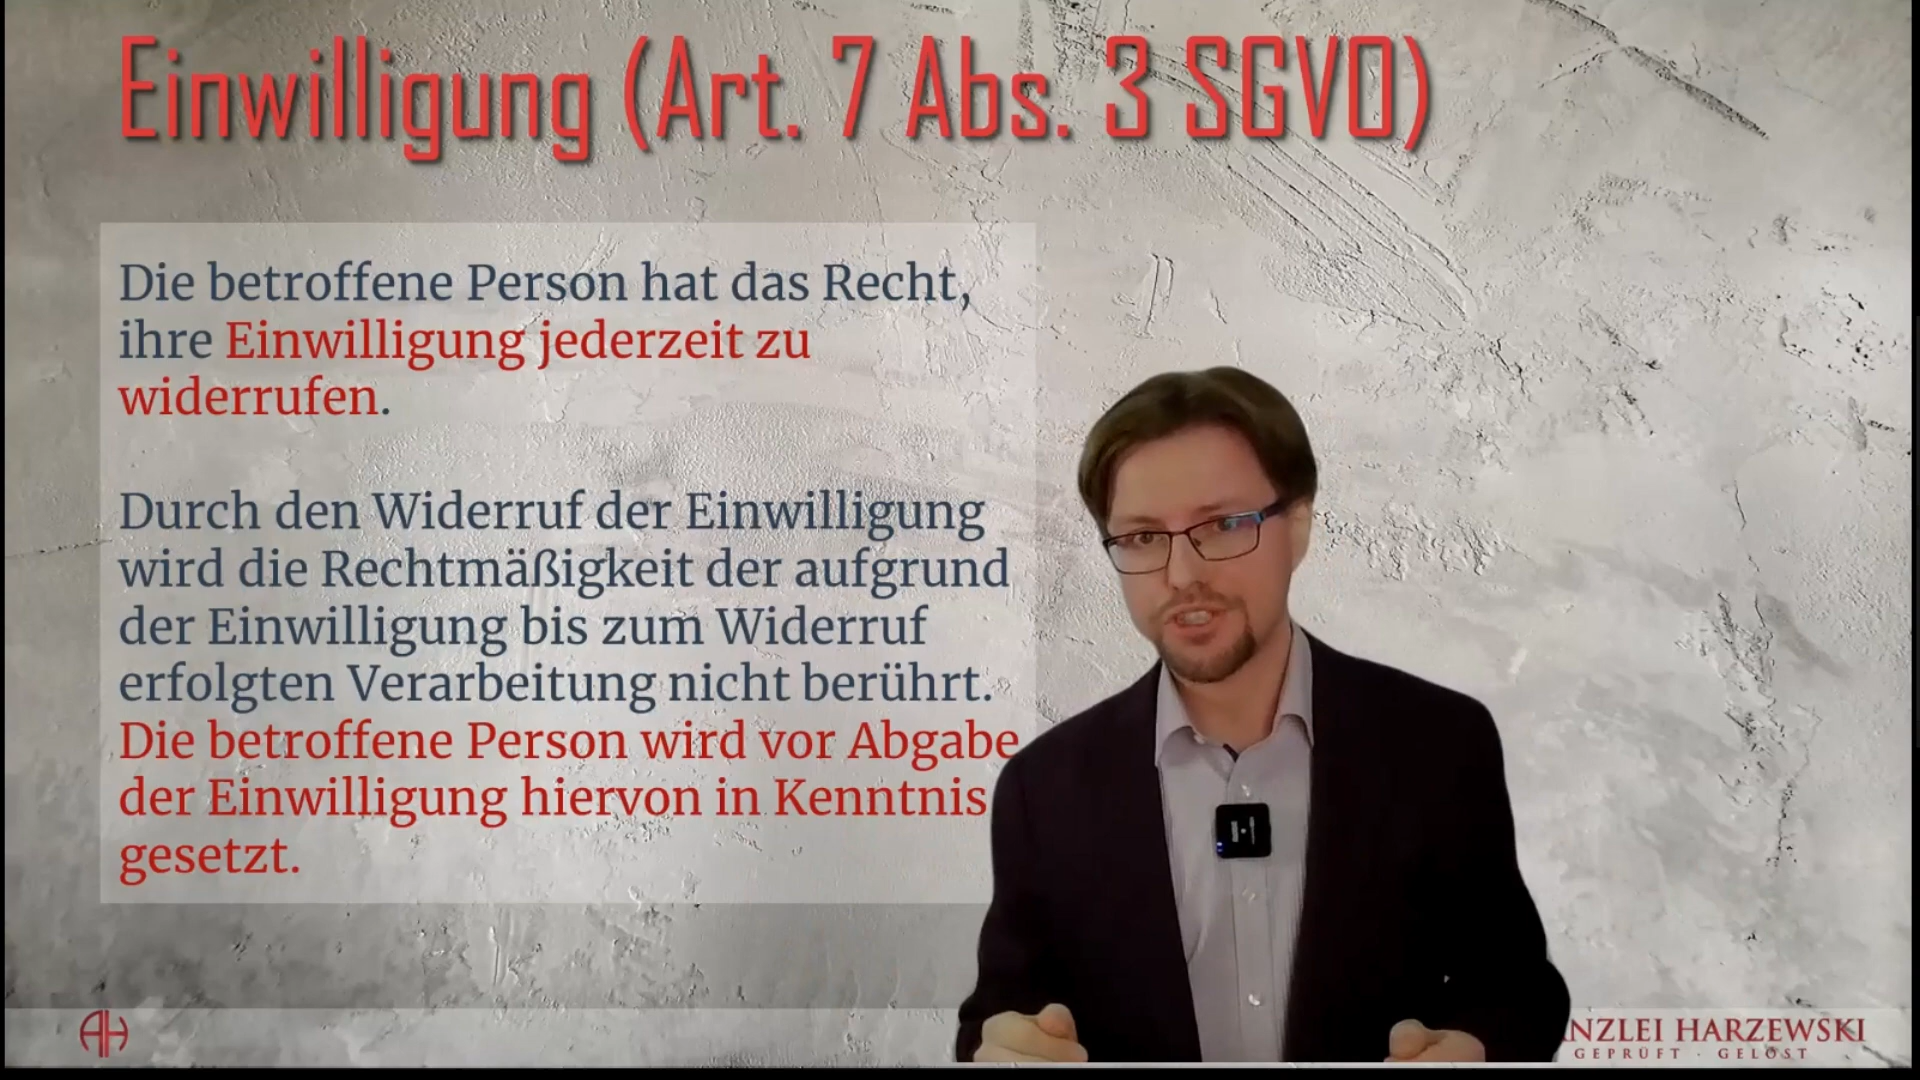 Einwilligung (Art. 7 Abs. 3 SGVO)
Die betroffene Person hat das Recht,
ihre Einwilligung jederzeit zu
widerrufen.
Durch den Widerruf der Einwilligung
wird die Rechtmäßigkeit der aufgrund
der Einwilligung bis zum Widerruf
erfolgten Verarbeitung nicht berührt.
Die betroffene Person wird vor Abgabe
der Einwilligung hiervon in Kenntnis
gesetzt.
AH
NZLEI HARZEWSKI
GEPRÜFT · GELÖST